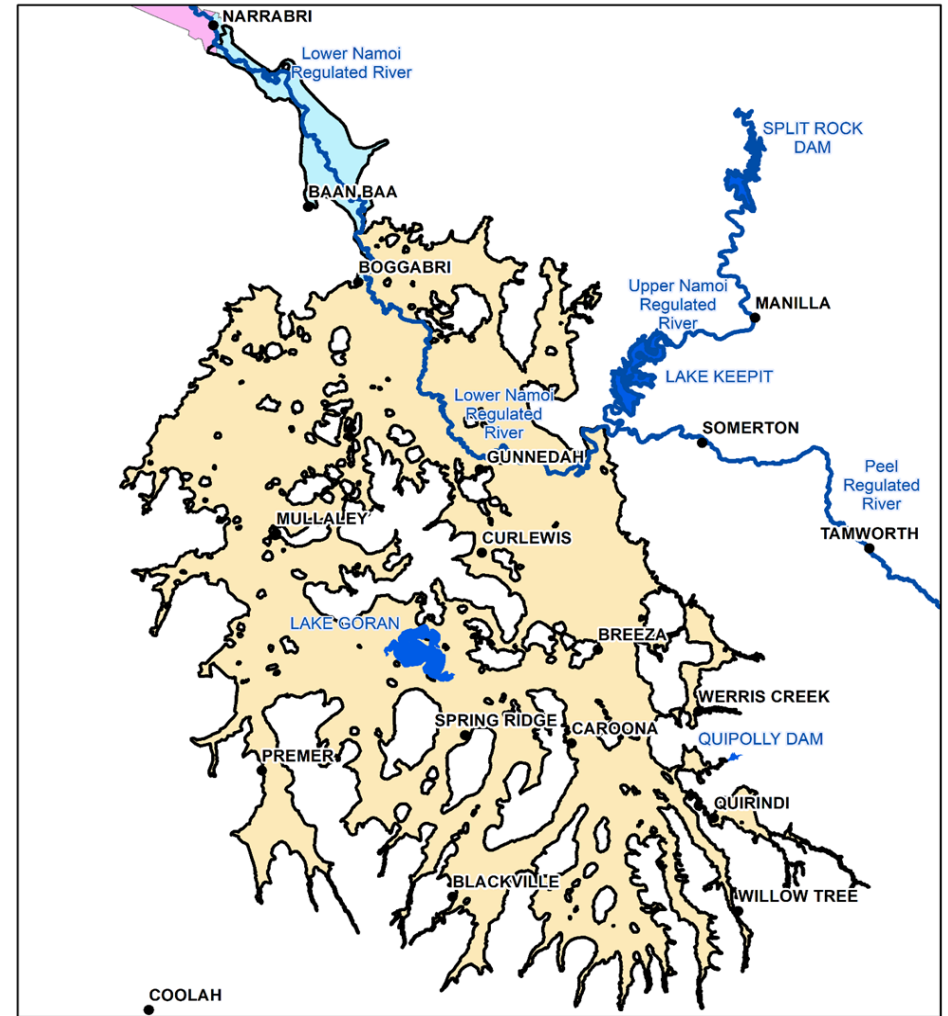 NARRABRI
Lower Namoi
Regulated River
SPLIT ROCK
DAM
BAAN BAA
BOGGABRI
Upper Namoi
Regulated
River
MANILLA
LAKE KEEPIT
Lower Namoi
Regulated
River
SOMERTON
GUNNEDAH
Peel
Regulated
River
MULLALEY
CURLEWIS
TAMWORTH
LAKE GORAN
BREEZA
WERRIS CREEK
SPRING RIDGE
CAROONA
QUIPOLLY DAM
PREMER
QUIRINDI
BLACKVILLE
WILLOW TREE
COOLAH